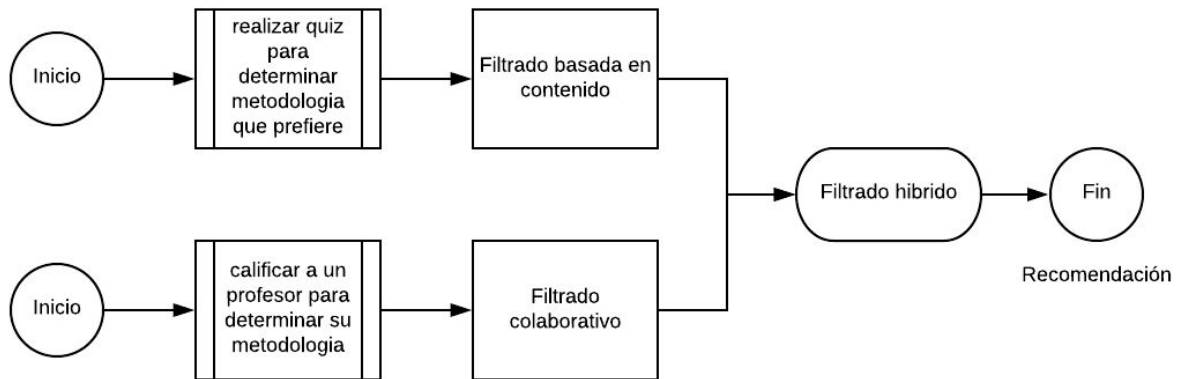 Inicio
realizar quiz
para
determinar
metodologia
que prefiere
Filtrado basada en
contenido
Filtrado hibrido
Fin
Recomendación
Inicio
calificar a un
profesor para
determinar su
metodologia
Filtrado
colaborativo